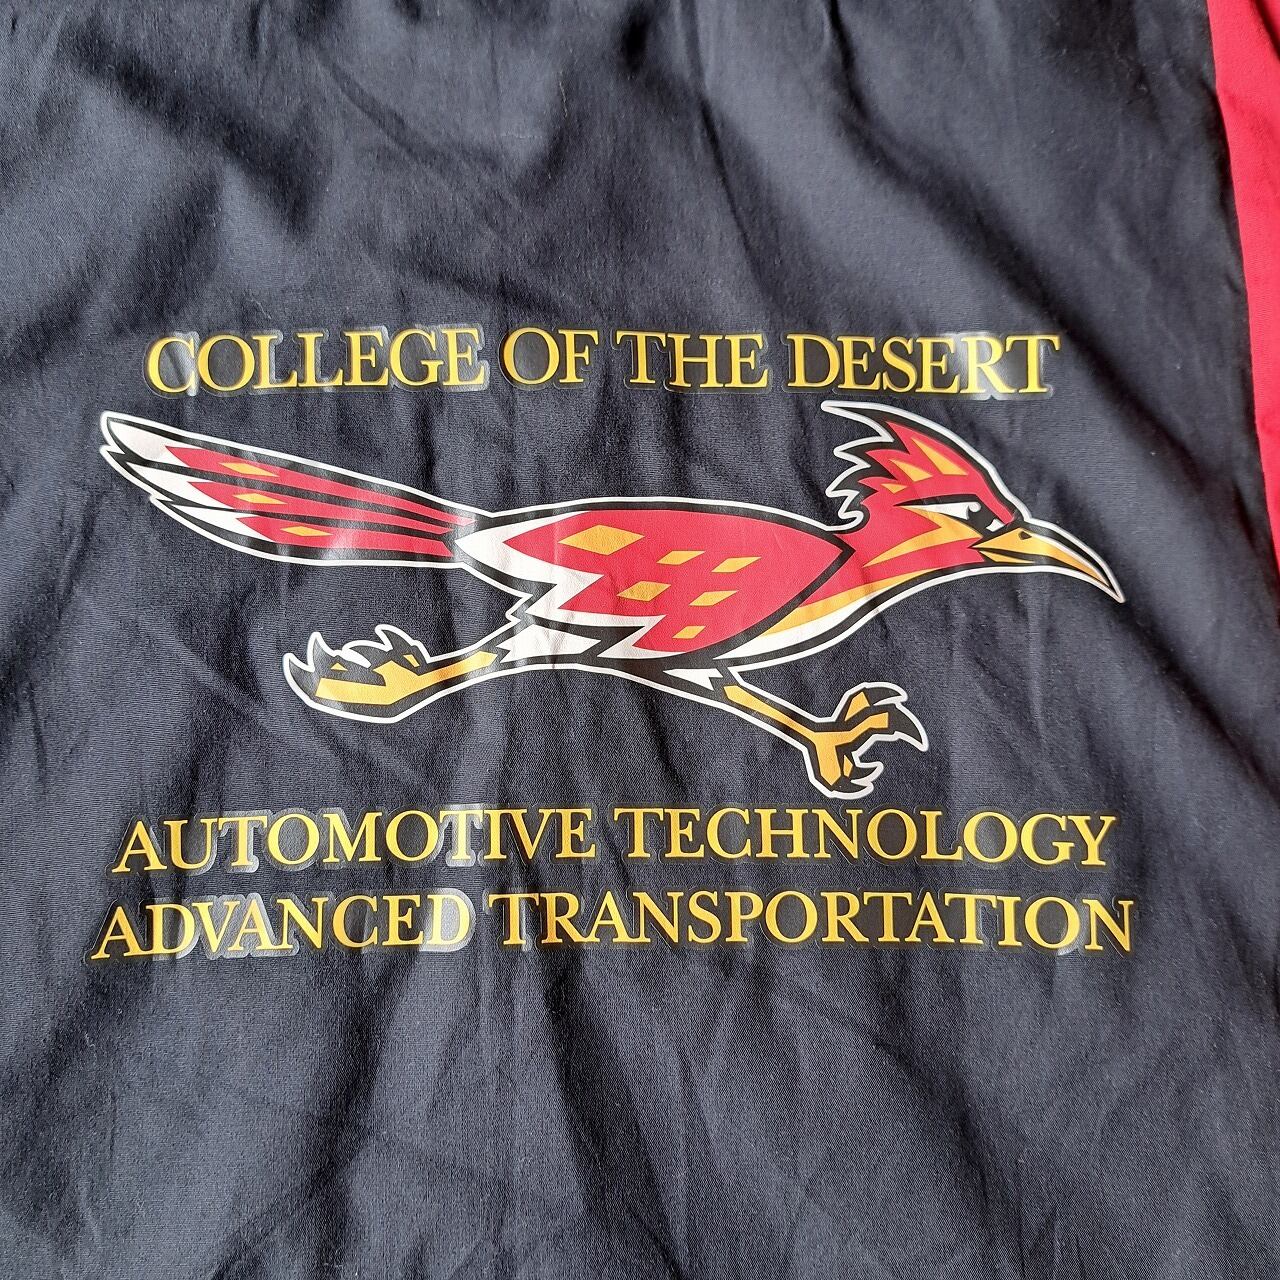 COLLEGE OF THE DESERT
AUTOMOTIVE TECHNOLOGY
ADVANCED TRANSPORTATION